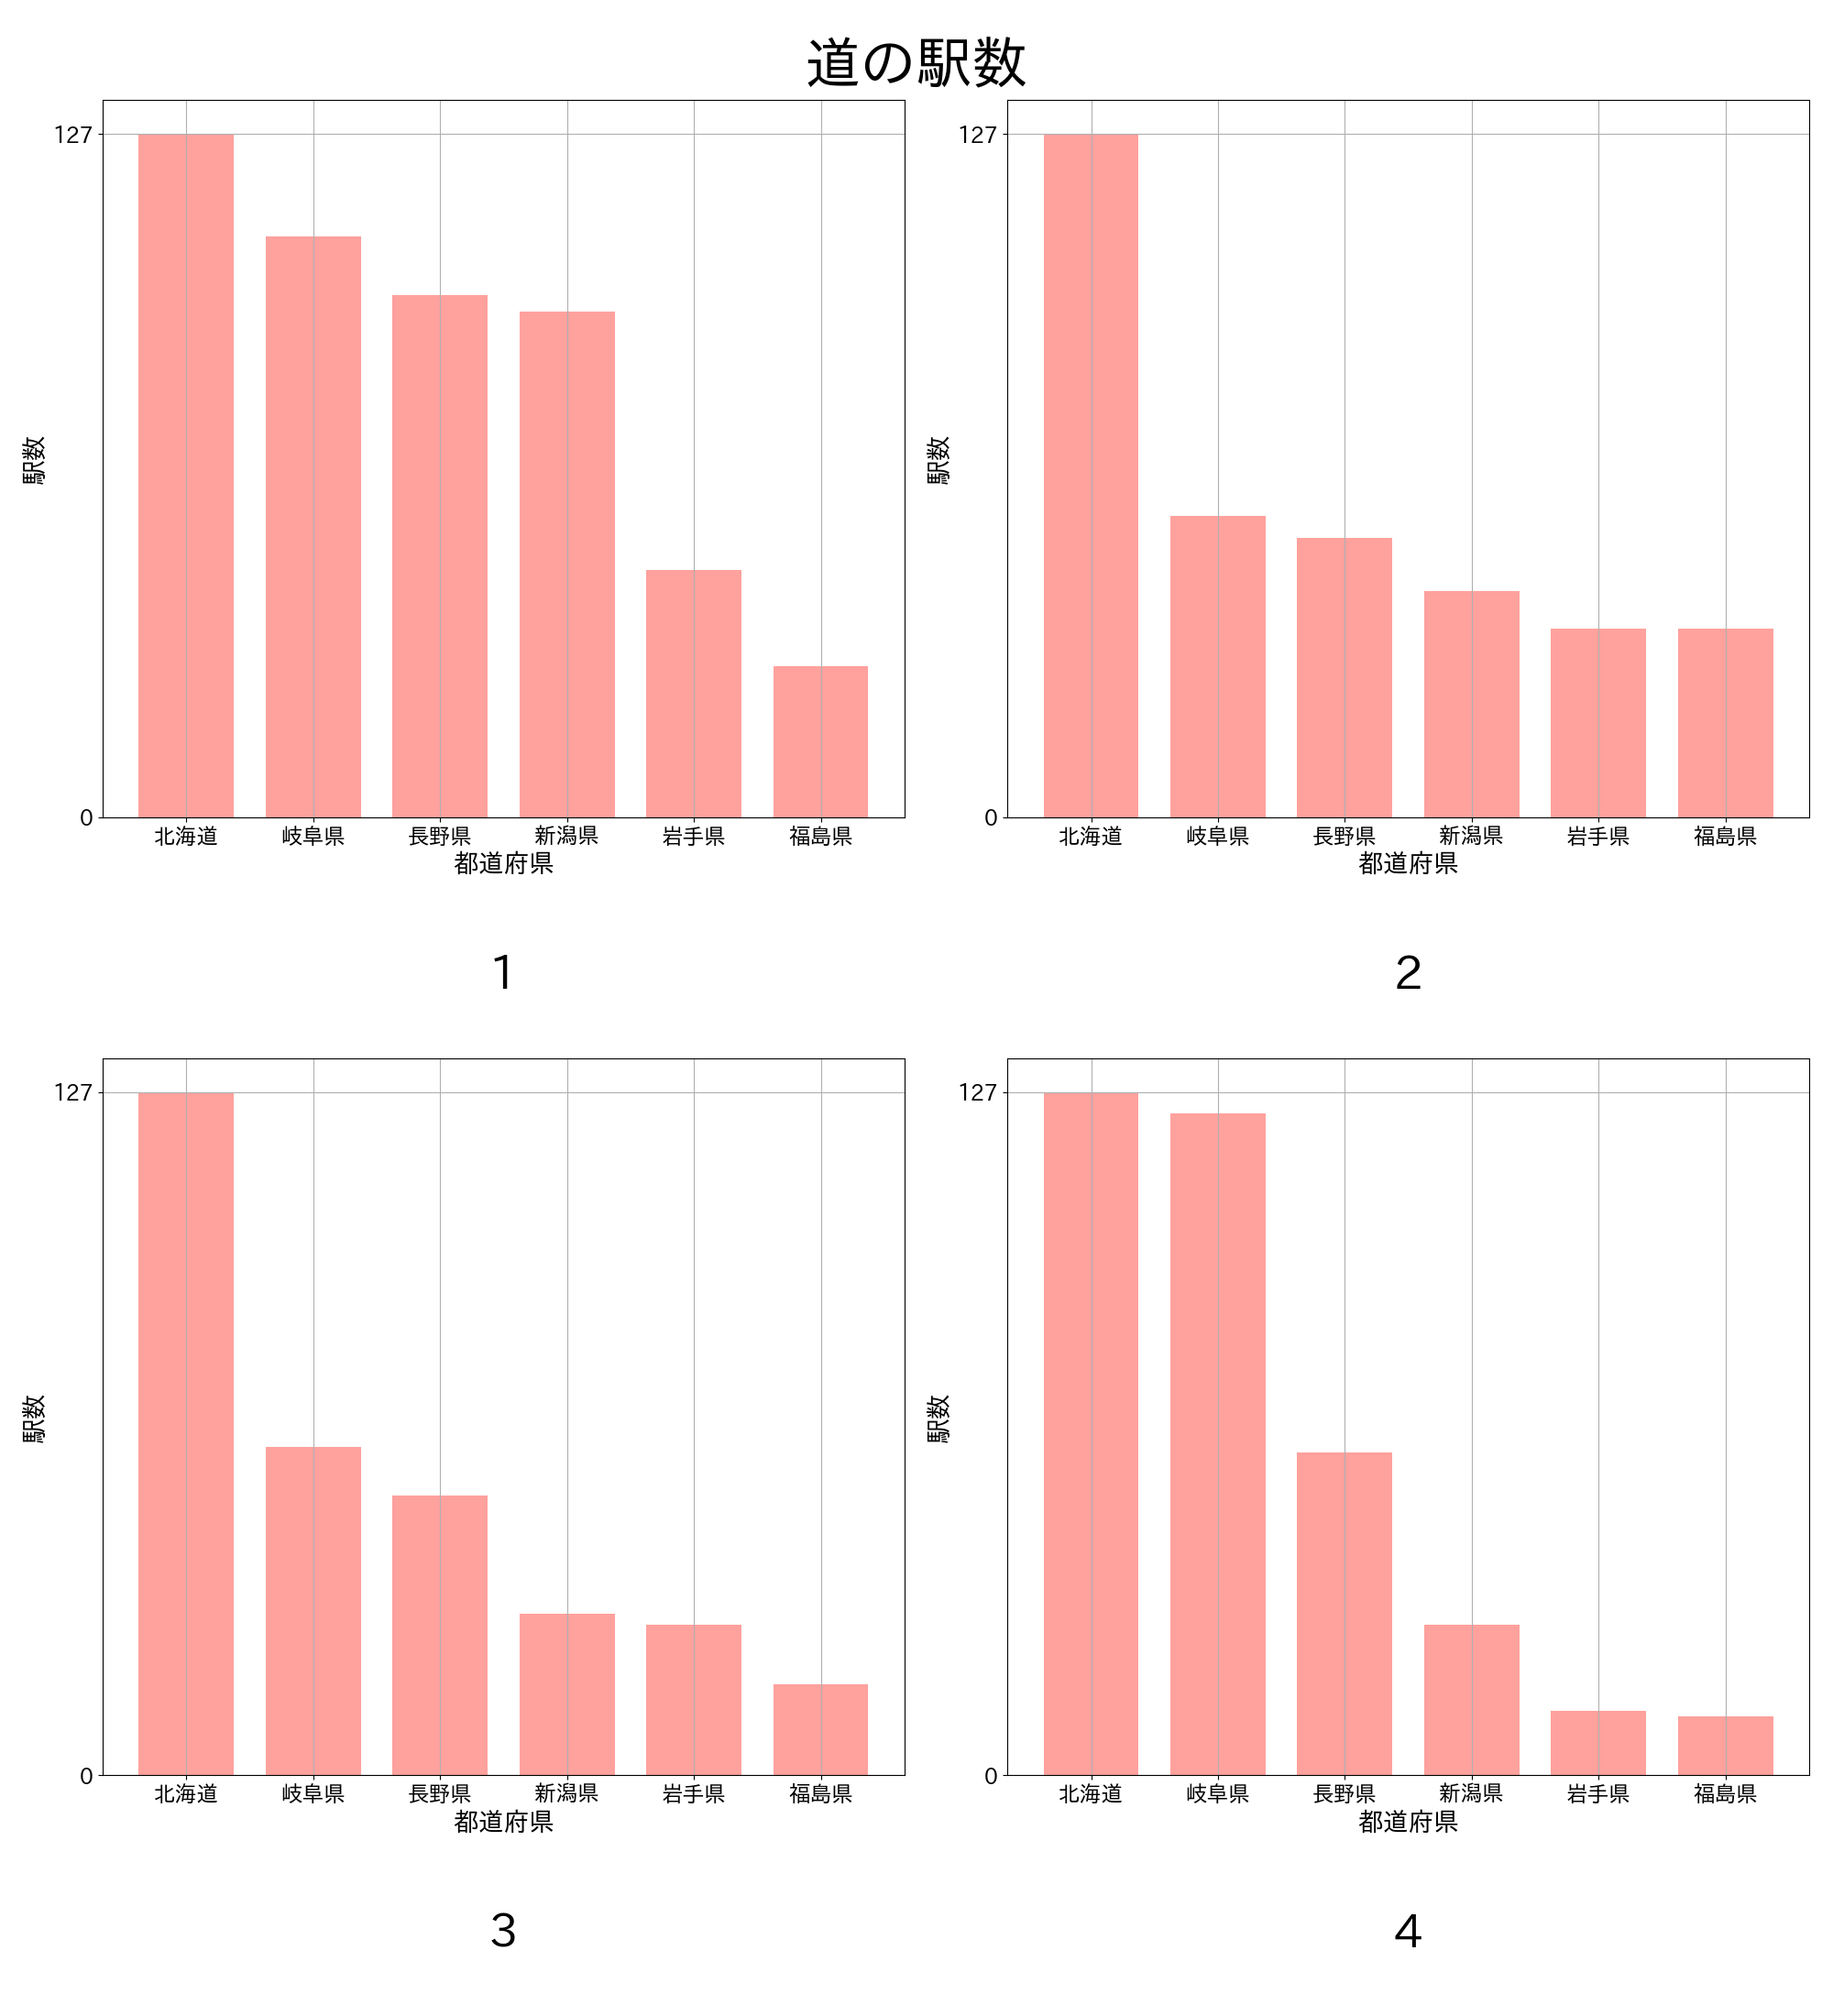 道の駅数
127
0
駅数
北海道 岐阜県 長野県 新潟県 岩手県 福島県
都道府県
1
127
0
駅数
北海道 岐阜県 長野県 新潟県 岩手県 福島県
都道府県
2
127
0
駅数
北海道 岐阜県 長野県 新潟県 岩手県 福島県
都道府県
3
127
0
駅数
北海道 岐阜県 長野県 新潟県 岩手県 福島県
都道府県
4